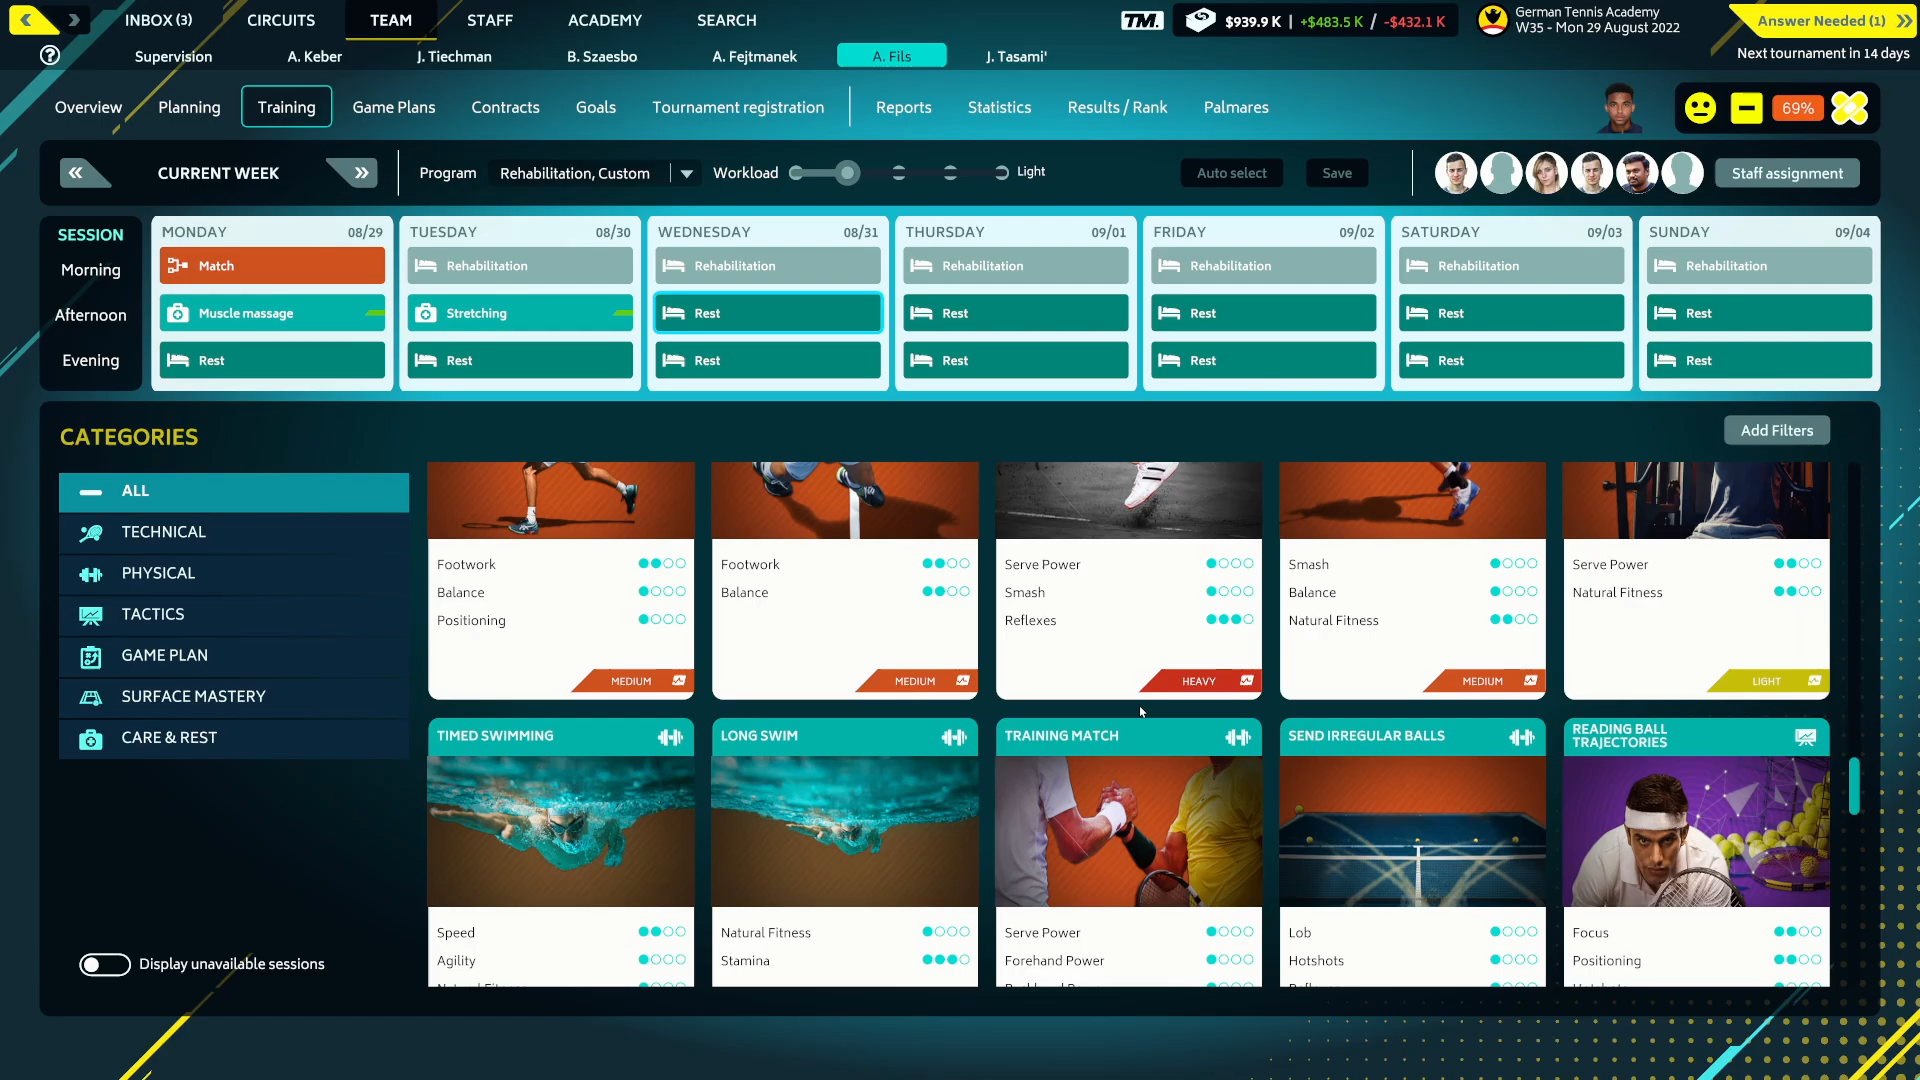 INBOX (3)
CIRCUITS
TEAM
STAFF
ACADEMY
SEARCH
TM.
$939.9 K | +$483.5 K / -$432.1 K
German Tennis Academy
W35 - Mon 29 August 2022
Answer Needed (1)
Next tournament in 14 days
Supervision
A. Keber
J. Tiechman
B. Szaesbo
A. Fejtmanek
A. Fils
J. Tasami'
Overview
Planning
Training
Game Plans
Contracts
Goals
Tournament registration
Reports
Statistics
Results / Rank
Palmares
69%
CURRENT WEEK
Program
Rehabilitation, Custom
Workload
Light
Auto select
Save
Staff assignment
SESSION
Morning
Afternoon
Evening
MONDAY 08/29
Match
Muscle massage
Rest
TUESDAY 08/30
Rehabilitation
Stretching
Rest
WEDNESDAY 08/31
Rehabilitation
Rest
Rest
THURSDAY 09/01
Rehabilitation
Rest
Rest
FRIDAY 09/02
Rehabilitation
Rest
Rest
SATURDAY 09/03
Rehabilitation
Rest
Rest
SUNDAY 09/04
Rehabilitation
Rest
Rest
CATEGORIES
Add Filters
ALL
TECHNICAL
PHYSICAL
TACTICS
GAME PLAN
SURFACE MASTERY
CARE & REST
Display unavailable sessions
Footwork
Balance
Positioning
MEDIUM
Footwork
Balance
MEDIUM
Serve Power
Smash
Reflexes
HEAVY
Smash
Balance
Natural Fitness
MEDIUM
Serve Power
Natural Fitness
LIGHT
TIMED SWIMMING
Speed
Agility
LONG SWIM
Natural Fitness
Stamina
TRAINING MATCH
Serve Power
Forehand Power
SEND IRREGULAR BALLS
Lob
Hotshots
READING BALL
TRAJECTORIES
Focus
Positioning